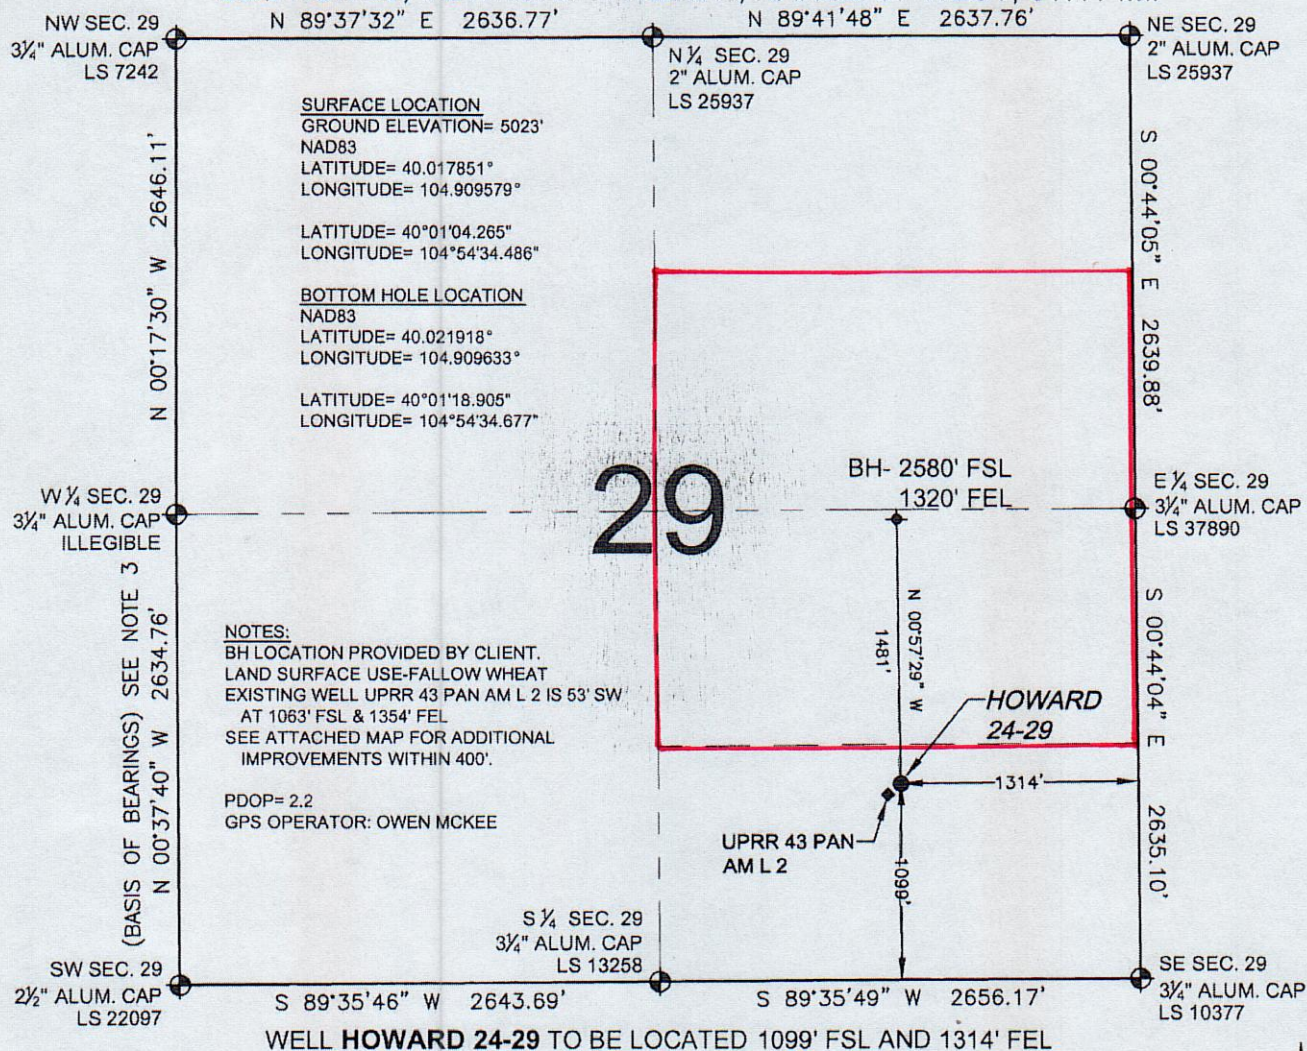 N 89°37'32" E 2636.77'
N 89°41'48" E 2637.76'
NW SEC. 29
3¼" ALUM. CAP
LS 7242
N ¼ SEC. 29
2" ALUM. CAP
LS 25937
NE SEC. 29
2" ALUM. CAP
LS 25937
SURFACE LOCATION
GROUND ELEVATION= 5023'
NAD83
LATITUDE= 40.017851°
LONGITUDE= 104.909579°
LATITUDE= 40°01'04.265"
LONGITUDE= 104°54'34.486"
BOTTOM HOLE LOCATION
NAD83
LATITUDE= 40.021918°
LONGITUDE= 104.909633°
LATITUDE= 40°01'18.905"
LONGITUDE= 104°54'34.677"
N 00°17'30" W 2646.11'
S 00°44'05" E 2639.88'
29
BH- 2580' FSL
1320' FEL
W ¼ SEC. 29
3¼" ALUM. CAP
ILLEGIBLE
E ¼ SEC. 29
3¼" ALUM. CAP
LS 37890
(BASIS OF BEARINGS) SEE NOTE 3
N 00°37'40" W 2634.76'
NOTES:
BH LOCATION PROVIDED BY CLIENT.
LAND SURFACE USE-FALLOW WHEAT
EXISTING WELL UPRR 43 PAN AM L 2 IS 53' SW
AT 1063' FSL & 1354' FEL
SEE ATTACHED MAP FOR ADDITIONAL
IMPROVEMENTS WITHIN 400'.
PDOP= 2.2
GPS OPERATOR: OWEN MCKEE
N 00°57'29" W
1481'
HOWARD
24-29
S 00°44'04" E 2635.10'
1314'
UPRR 43 PAN
AM L 2
1099'
S ¼ SEC. 29
3¼" ALUM. CAP
LS 13258
SW SEC. 29
2½" ALUM. CAP
LS 22097
SE SEC. 29
3¼" ALUM. CAP
LS 10377
S 89°35'46" W 2643.69'
S 89°35'49" W 2656.17'
WELL HOWARD 24-29 TO BE LOCATED 1099' FSL AND 1314' FEL